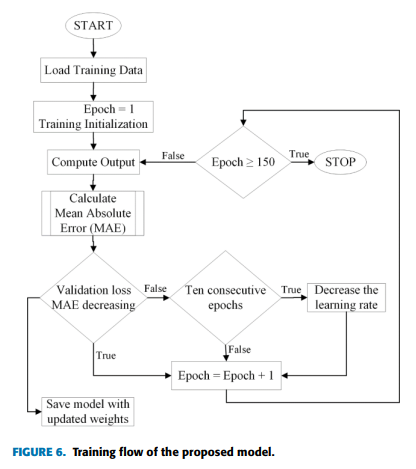 START
Load Training Data
Epoch = 1
Training Initialization
Compute Output
False
Epoch ≥ 150
True
STOP
Calculate
Mean Absolute
Error (MAE)
Validation loss
MAE decreasing
False
Ten consecutive
epochs
True
Decrease the
learning rate
True
False
Epoch = Epoch + 1
Save model with
updated weights
FIGURE 6. Training flow of the proposed model.